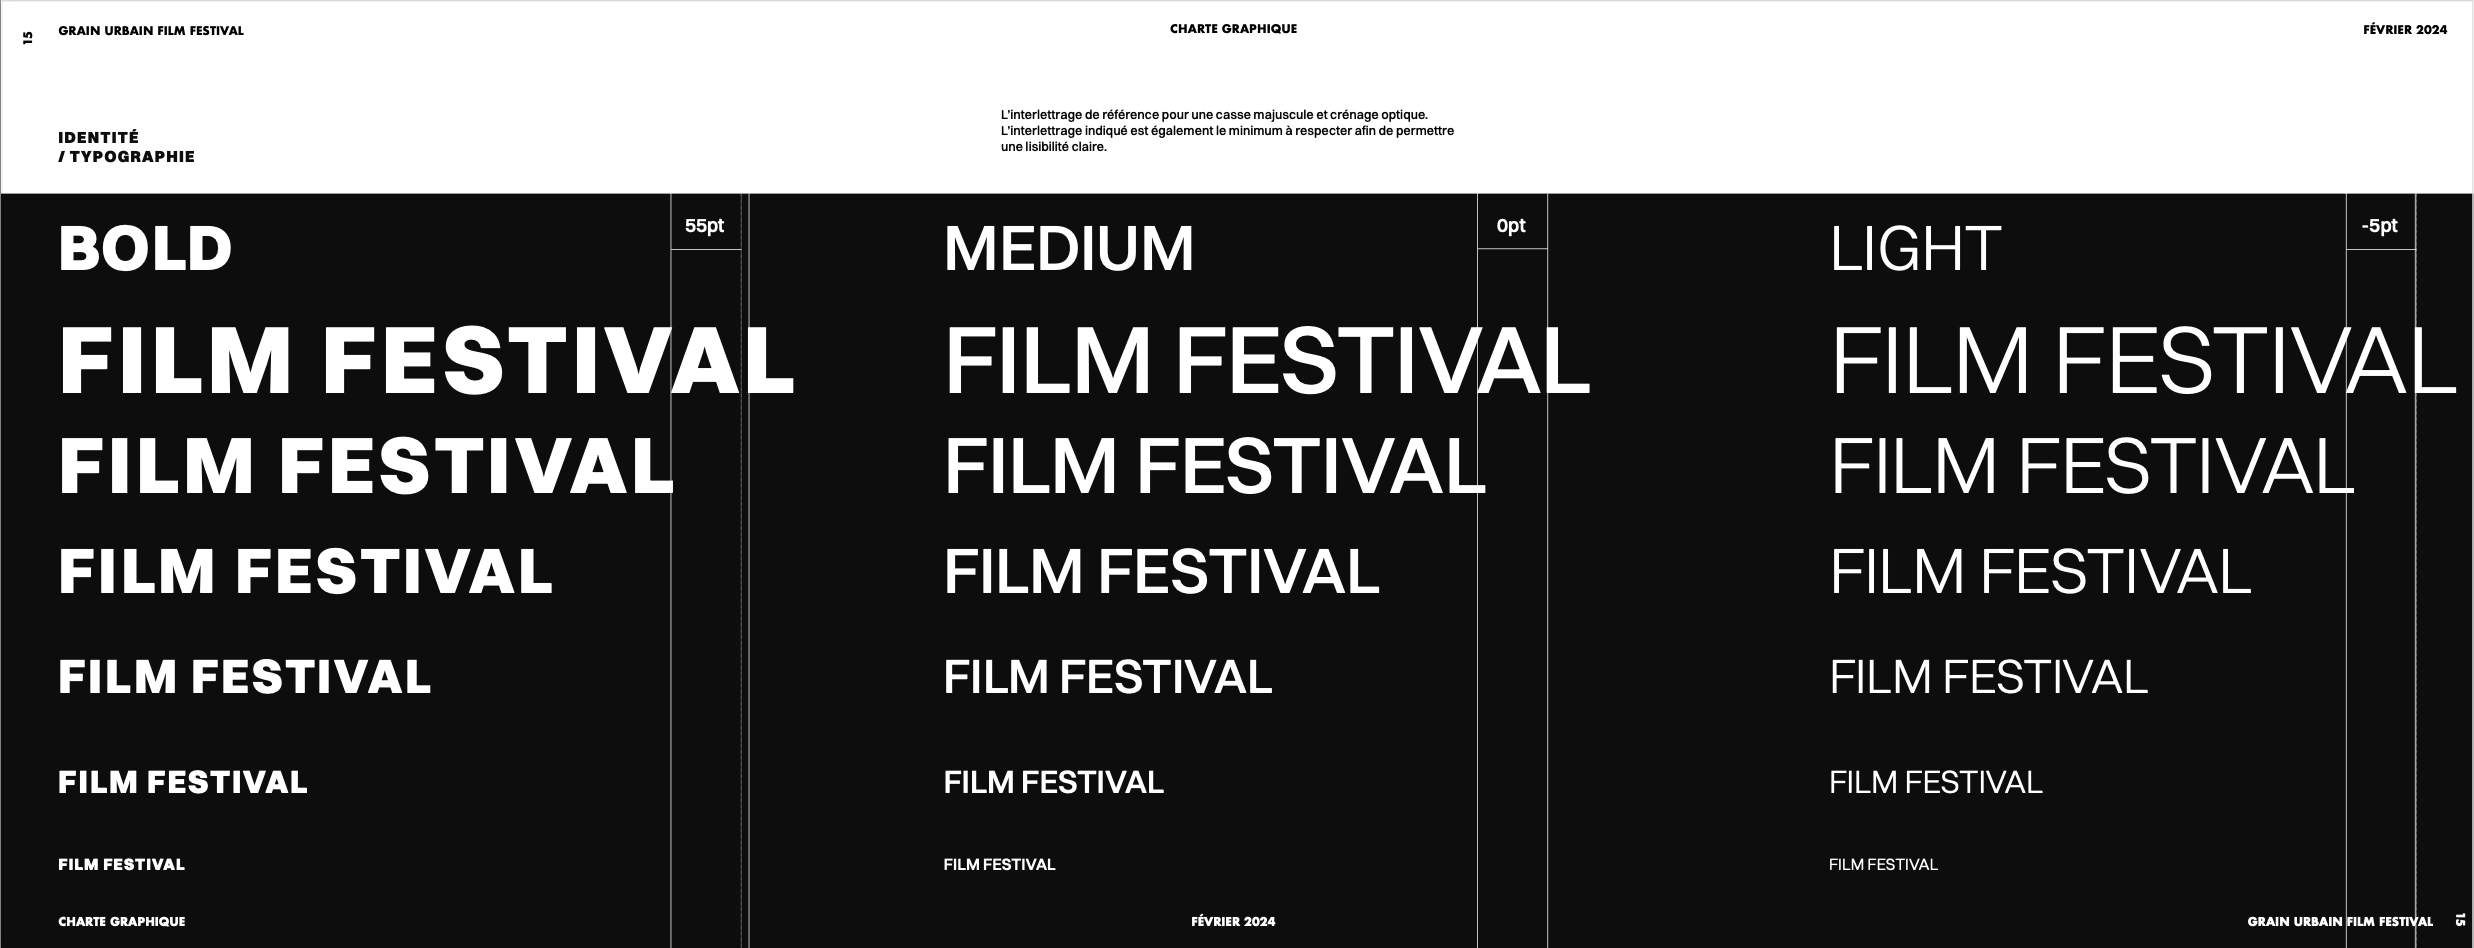 15
GRAIN URBAIN FILM FESTIVAL
CHARTE GRAPHIQUE
FÉVRIER 2024
IDENTITÉ
/ TYPOGRAPHIE
L'interlettrage de référence pour une casse majuscule et crénage optique.
L'interlettrage indiqué est également le minimum à respecter afin de permettre
une lisibilité claire.
BOLD
55pt
FILM FESTIVAL
FILM FESTIVAL
FILM FESTIVAL
FILM FESTIVAL
FILM FESTIVAL
FILM FESTIVAL
MEDIUM
0pt
FILM FESTIVAL
FILM FESTIVAL
FILM FESTIVAL
FILM FESTIVAL
FILM FESTIVAL
FILM FESTIVAL
LIGHT
-5pt
FILM FESTIVAL
FILM FESTIVAL
FILM FESTIVAL
FILM FESTIVAL
FILM FESTIVAL
FILM FESTIVAL
CHARTE GRAPHIQUE
FÉVRIER 2024
GRAIN URBAIN FILM FESTIVAL
15